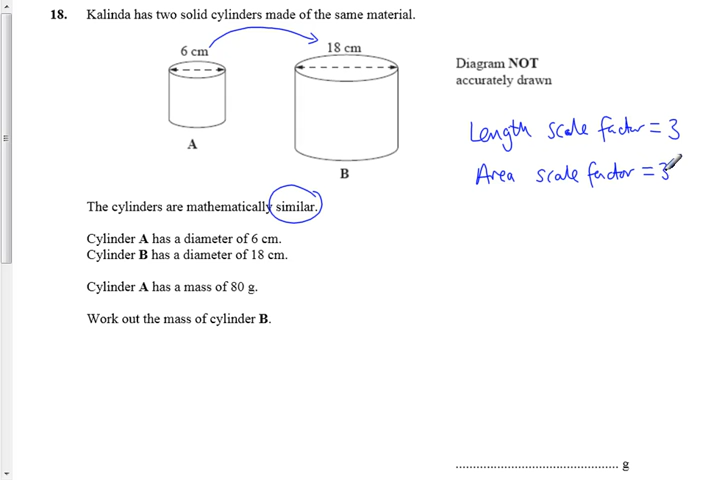 18. Kalinda has two solid cylinders made of the same material.
6 cm
18 cm
Diagram NOT
accurately drawn
Length scale factor = 3
Area scale factor = 3
A
B
The cylinders are mathematically similar.
Cylinder A has a diameter of 6 cm.
Cylinder B has a diameter of 18 cm.
Cylinder A has a mass of 80 g.
Work out the mass of cylinder B.
.............................................. g